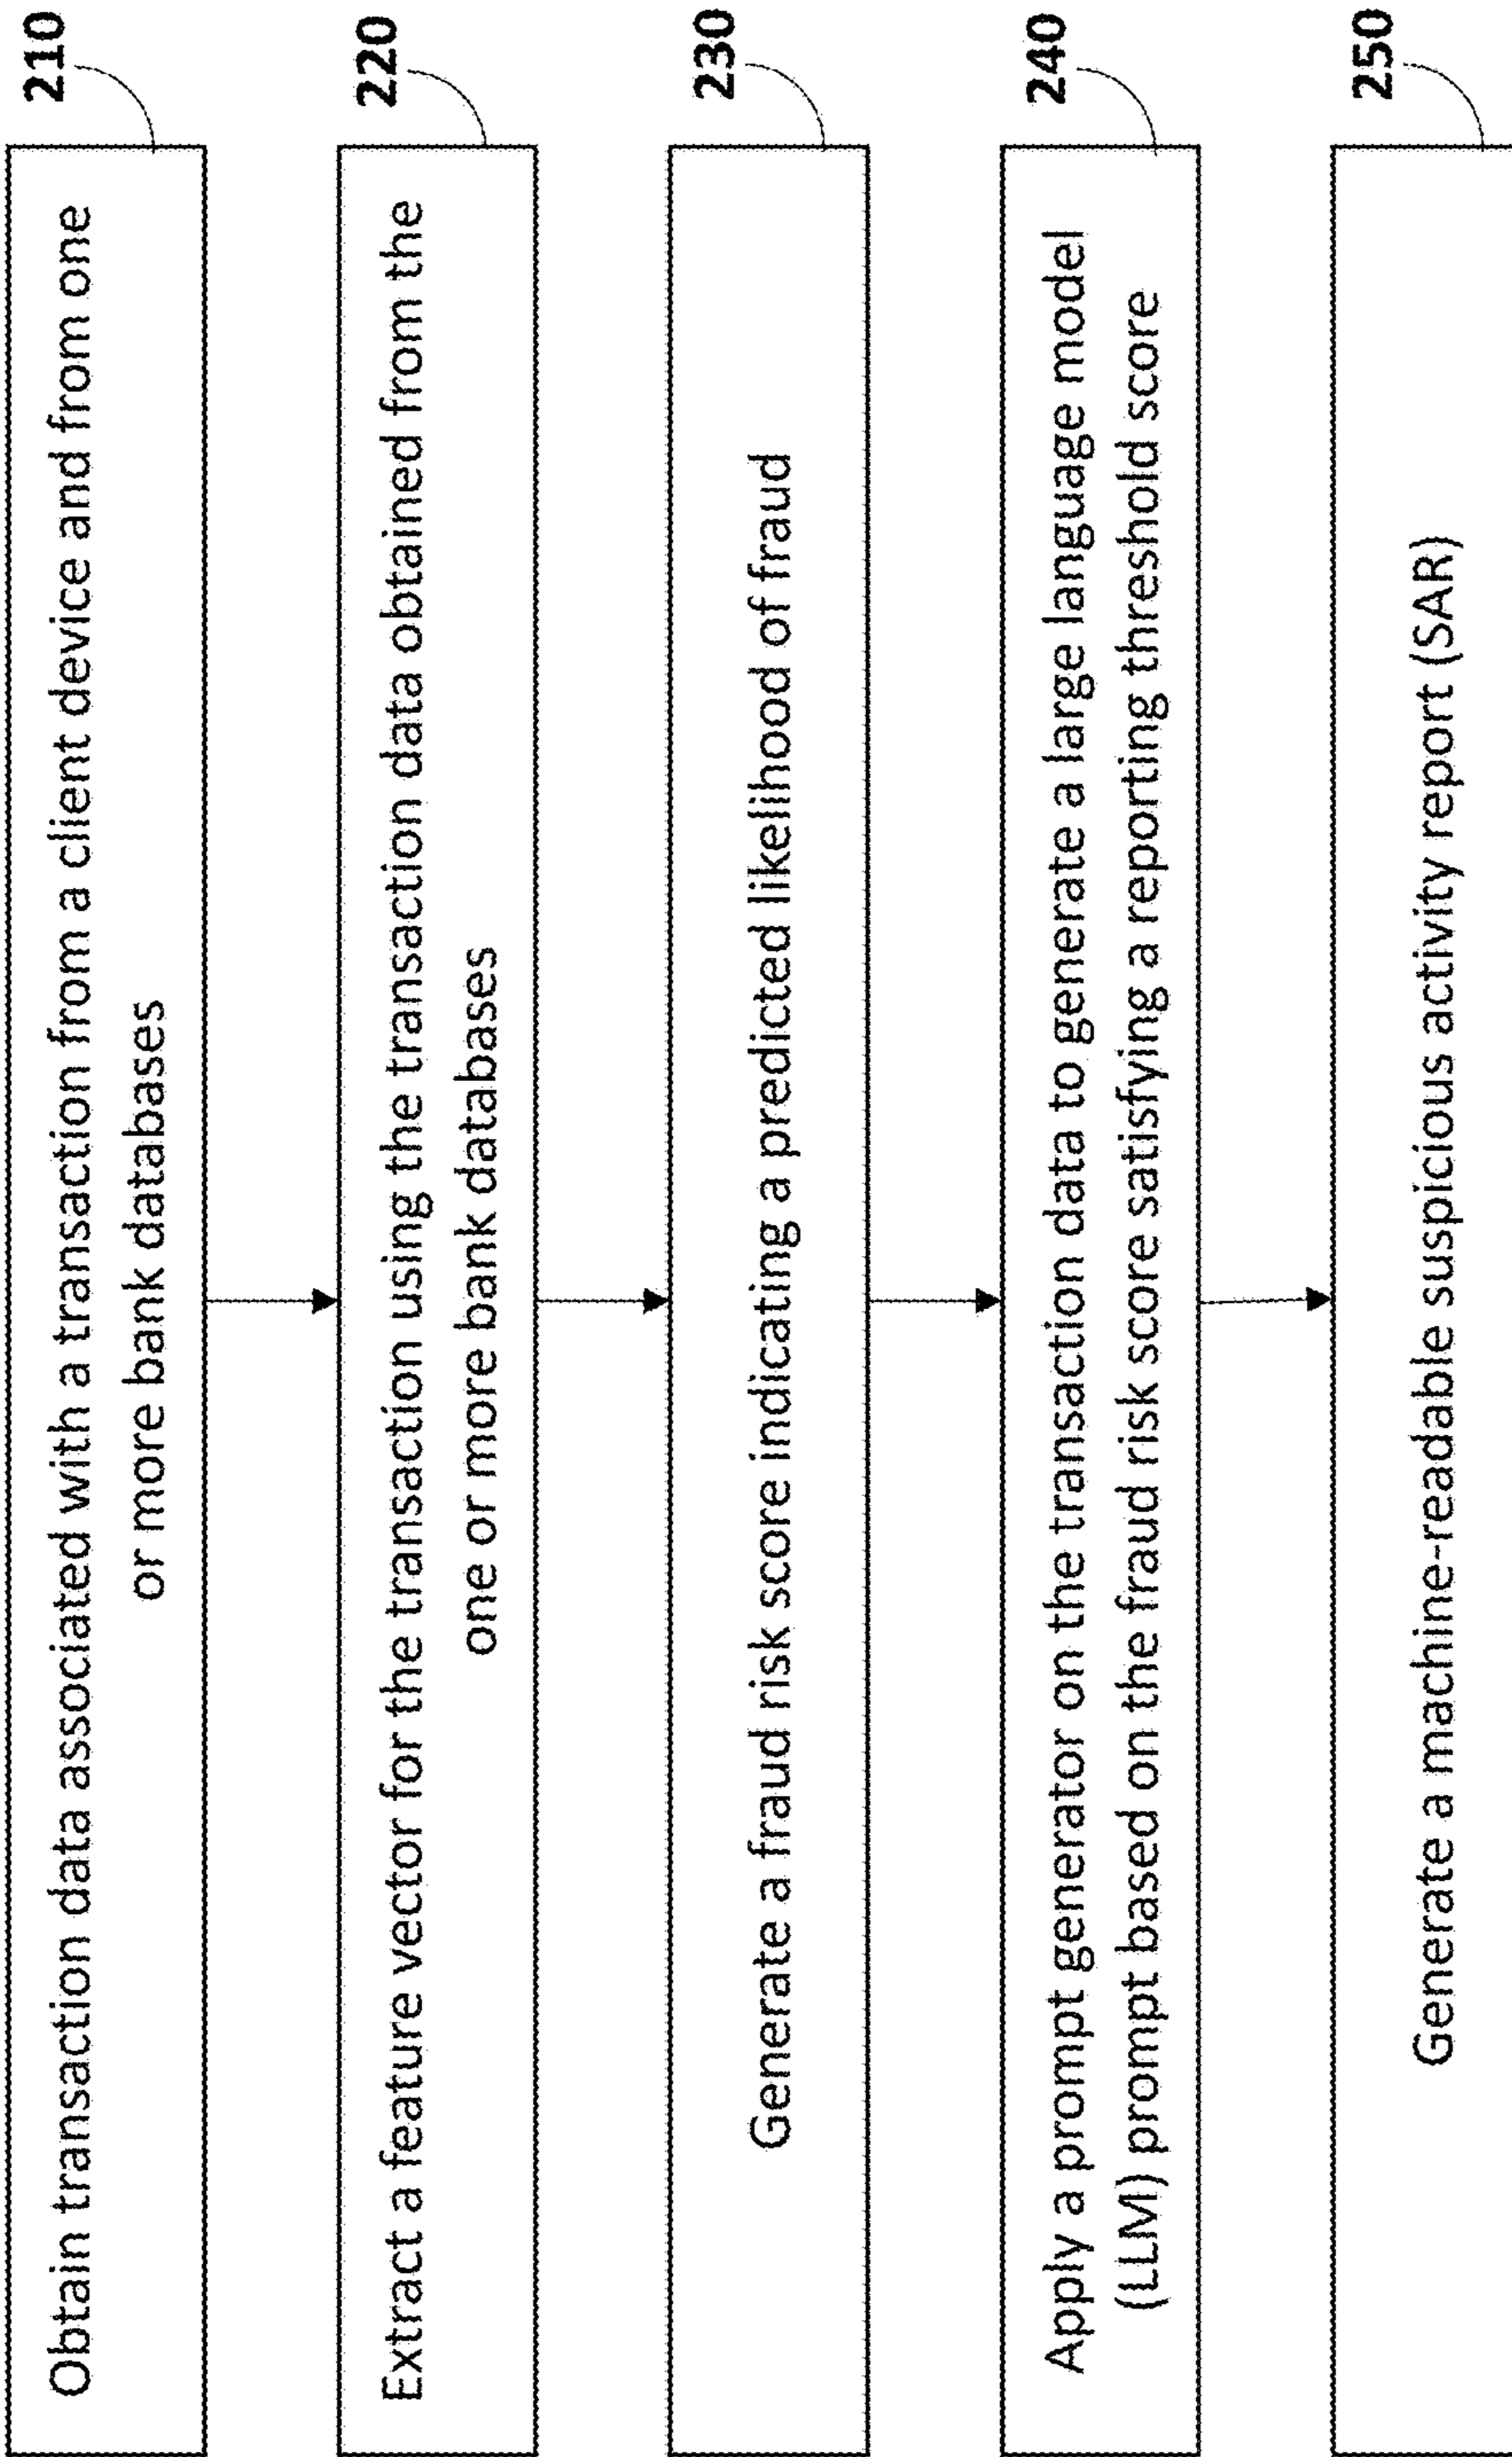 210
Obtain transaction data associated with a transaction from a client device and from one
or more bank databases
220
Extract a feature vector for the transaction using the transaction data obtained from the
one or more bank databases
230
Generate a fraud risk score indicating a predicted likelihood of fraud
240
Apply a prompt generator on the transaction data to generate a large language model
(LLM) prompt based on the fraud risk score satisfying a reporting threshold score
250
Generate a machine-readable suspicious activity report (SAR)